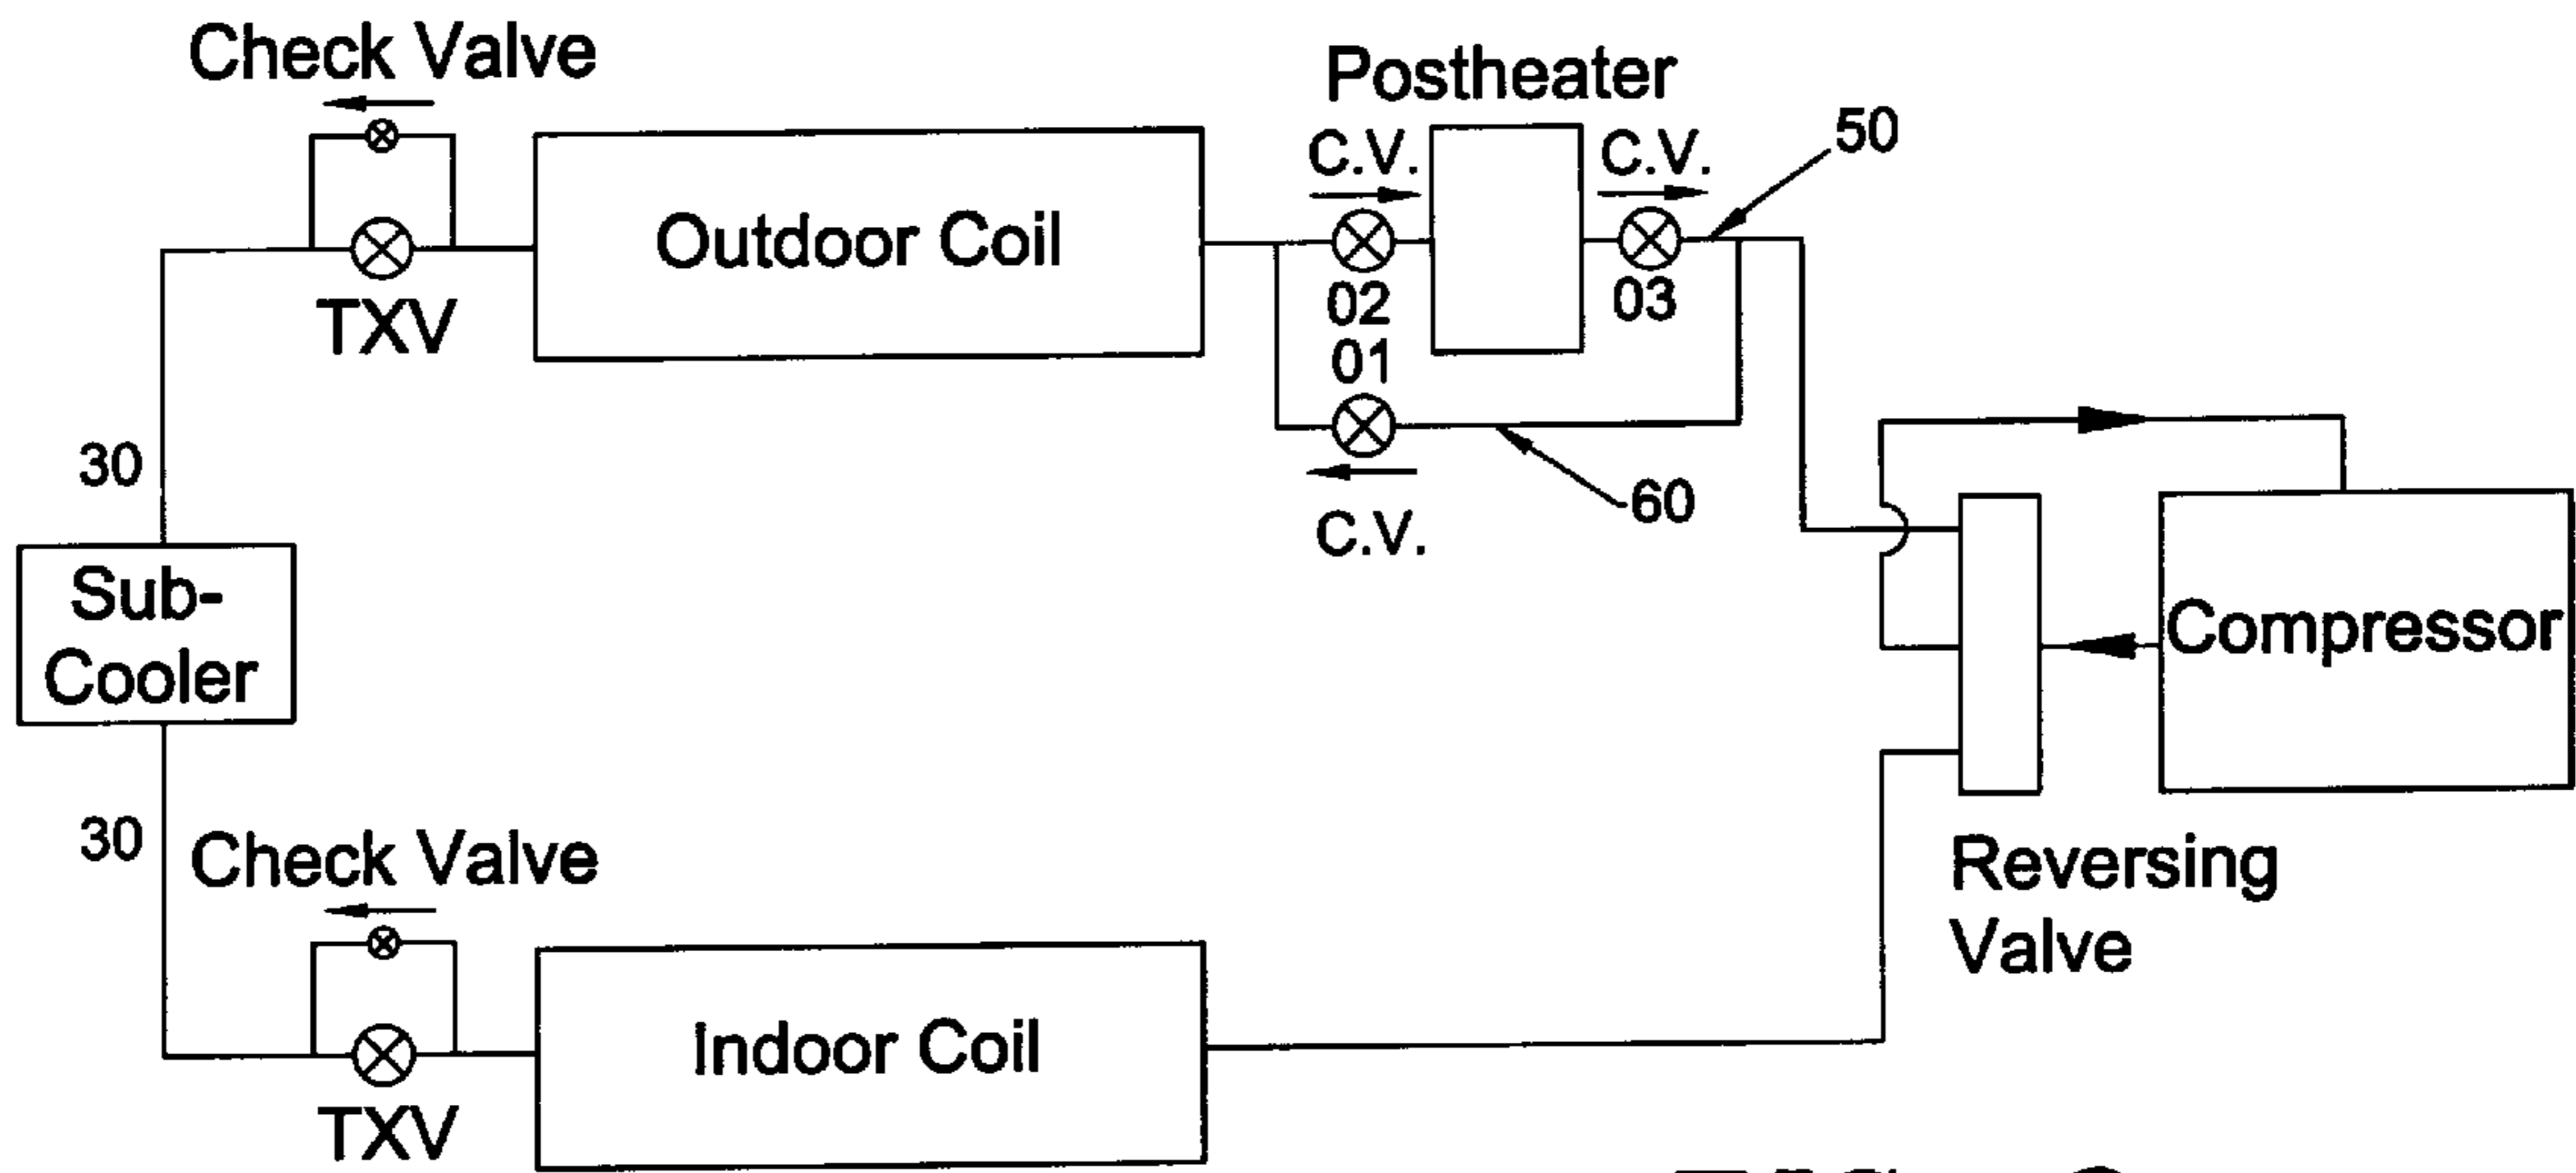 Check Valve
Postheater
C.V.
C.V.
50
Outdoor Coil
TXV
02
03
01
60
C.V.
30
Sub-
Cooler
Compressor
30
Reversing
Valve
Check Valve
Indoor Coil
TXV